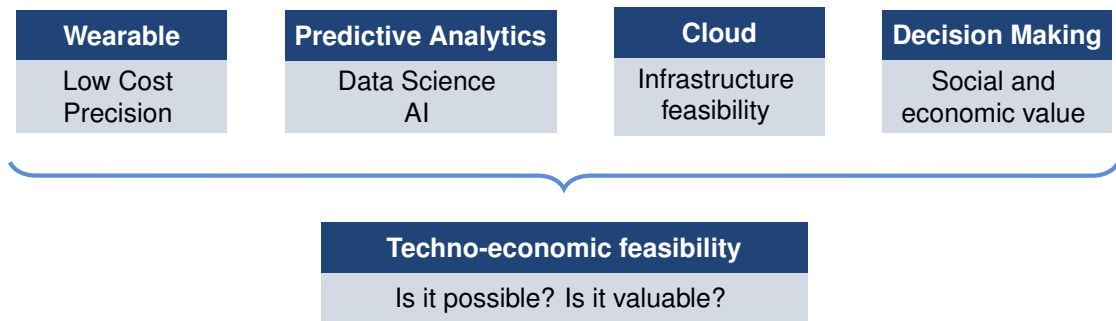 Wearable
Low Cost
Precision
Predictive Analytics
Data Science
AI
Cloud
Infrastructure
feasibility
Decision Making
Social and
economic value
Techno-economic feasibility
Is it possible? Is it valuable?